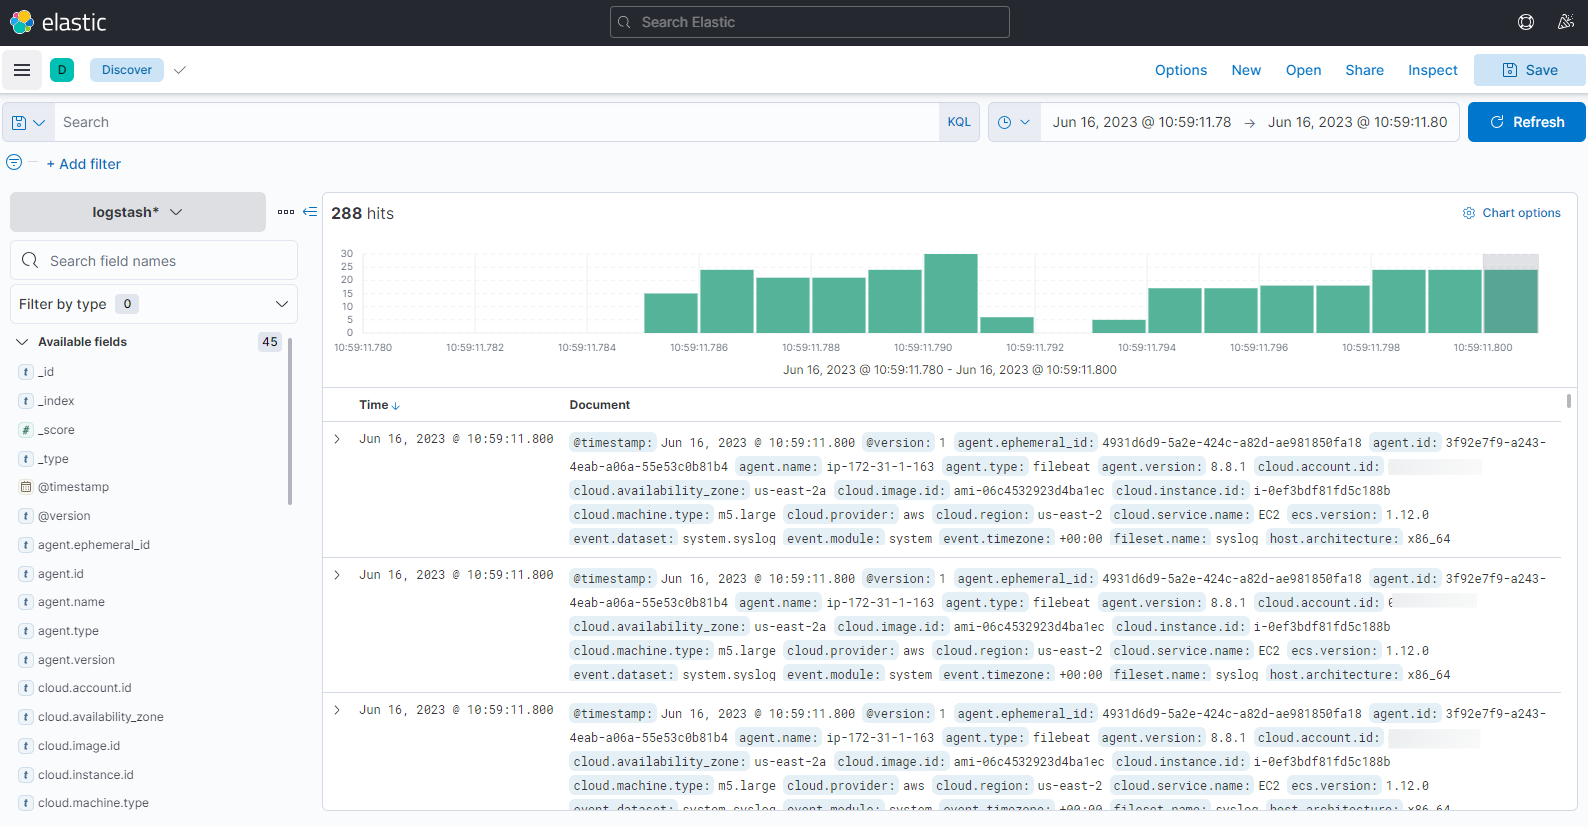 elastic
Search Elastic
D
Discover
Options
New
Open
Share
Inspect
Save
Search
KQL
Jun 16, 2023 @ 10:59:11.78 → Jun 16, 2023 @ 10:59:11.80
Refresh
+ Add filter
logstash*
Search field names
Filter by type 0
Available fields 45
t _id
t _index
# _score
t _type
@timestamp
t @version
t agent.ephemeral_id
t agent.id
t agent.name
t agent.type
t agent.version
t cloud.account.id
t cloud.availability_zone
t cloud.image.id
t cloud.instance.id
t cloud.machine.type
288 hits
Chart options
30
25
20
15
10
5
0
10:59:11.780 10:59:11.782 10:59:11.784 10:59:11.786 10:59:11.788 10:59:11.790 10:59:11.792 10:59:11.794 10:59:11.796 10:59:11.798 10:59:11.800
Jun 16, 2023 @ 10:59:11.780 - Jun 16, 2023 @ 10:59:11.800
Time ↓ Document
Jun 16, 2023 @ 10:59:11.800
@timestamp: Jun 16, 2023 @ 10:59:11.800 @version: 1 agent.ephemeral_id: 4931d6d9-5a2e-424c-a82d-ae981850fa18 agent.id: 3f92e7f9-a243-
4eab-a06a-55e53c0b81b4 agent.name: ip-172-31-1-163 agent.type: filebeat agent.version: 8.8.1 cloud.account.id:
cloud.availability_zone: us-east-2a cloud.image.id: ami-06c4532923d4ba1ec cloud.instance.id: i-0ef3bdf81fd5c188b
cloud.machine.type: m5.large cloud.provider: aws cloud.region: us-east-2 cloud.service.name: EC2 ecs.version: 1.12.0
event.dataset: system.syslog event.module: system event.timezone: +00:00 fileset.name: syslog host.architecture: x86_64
Jun 16, 2023 @ 10:59:11.800
@timestamp: Jun 16, 2023 @ 10:59:11.800 @version: 1 agent.ephemeral_id: 4931d6d9-5a2e-424c-a82d-ae981850fa18 agent.id: 3f92e7f9-a243-
4eab-a06a-55e53c0b81b4 agent.name: ip-172-31-1-163 agent.type: filebeat agent.version: 8.8.1 cloud.account.id:
cloud.availability_zone: us-east-2a cloud.image.id: ami-06c4532923d4ba1ec cloud.instance.id: i-0ef3bdf81fd5c188b
cloud.machine.type: m5.large cloud.provider: aws cloud.region: us-east-2 cloud.service.name: EC2 ecs.version: 1.12.0
event.dataset: system.syslog event.module: system event.timezone: +00:00 fileset.name: syslog host.architecture: x86_64
Jun 16, 2023 @ 10:59:11.800
@timestamp: Jun 16, 2023 @ 10:59:11.800 @version: 1 agent.ephemeral_id: 4931d6d9-5a2e-424c-a82d-ae981850fa18 agent.id: 3f92e7f9-a243-
4eab-a06a-55e53c0b81b4 agent.name: ip-172-31-1-163 agent.type: filebeat agent.version: 8.8.1 cloud.account.id:
cloud.availability_zone: us-east-2a cloud.image.id: ami-06c4532923d4ba1ec cloud.instance.id: i-0ef3bdf81fd5c188b
cloud.machine.type: m5.large cloud.provider: aws cloud.region: us-east-2 cloud.service.name: EC2 ecs.version: 1.12.0
event.dataset: system.syslog event.module: system event.timezone: +00:00 fileset.name: syslog host.architecture: x86_64